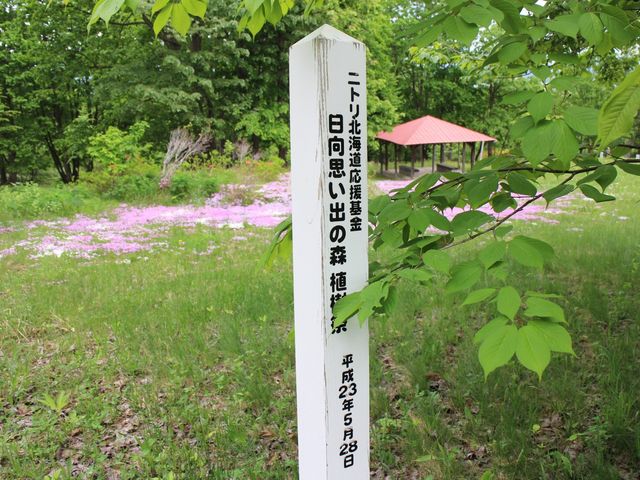 ニトリ北海道応援基金
日向思い出の森 植樹祭
平成23年5月28日